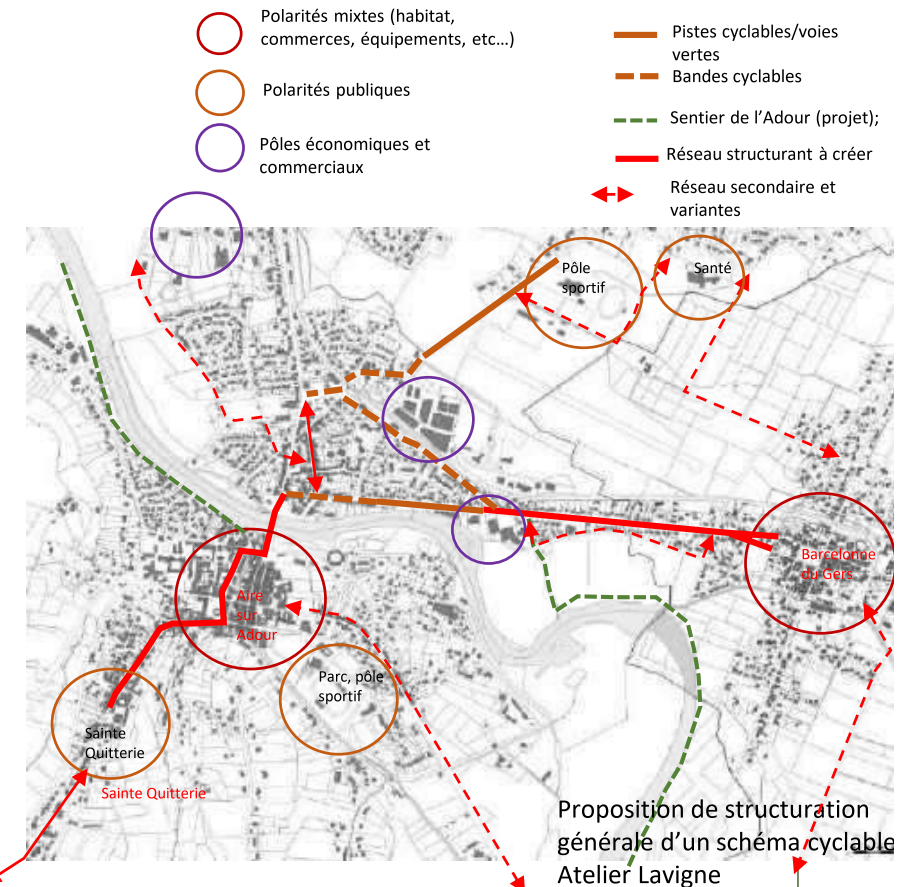 Polarités mixtes (habitat,
commerces, équipements, etc...)
Polarités publiques
Pôles économiques et
commerciaux
Pistes cyclables/voies
vertes
Bandes cyclables
Sentier de l'Adour (projet);
Réseau structurant à créer
Réseau secondaire et
variantes
Pôle
sportif
Santé
Barcelonne
du Gers
Aire
sur
Adour
Parc, pôle
sportif
Sainte
Quitterie
Sainte Quitterie
Proposition de structuration
générale d'un schéma cyclable
Atelier Lavigne